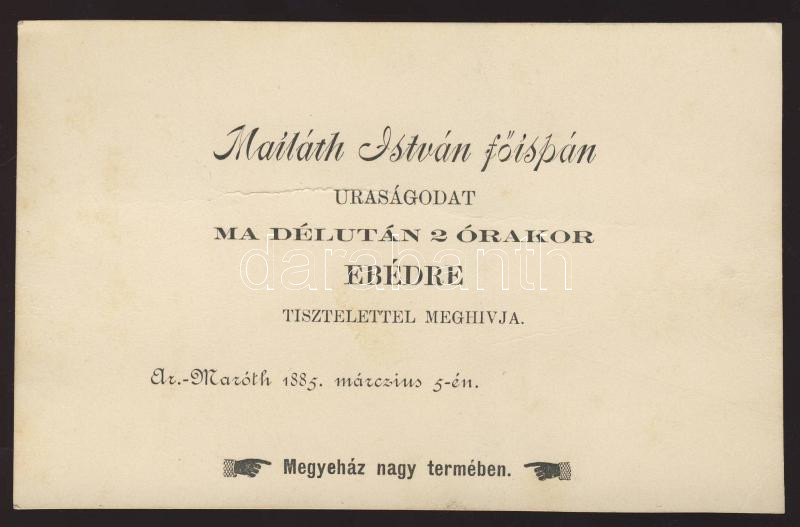 Mailáth István főispán
URASÁGODAT
MA DÉLUTÁN 2 ÓRAKOR
EBÉDRE
darabanth
TISZTELETTEL MEGHIVJA.
Ar.-Maróth 1885. márczius 5-én.
Megyeház nagy termében.